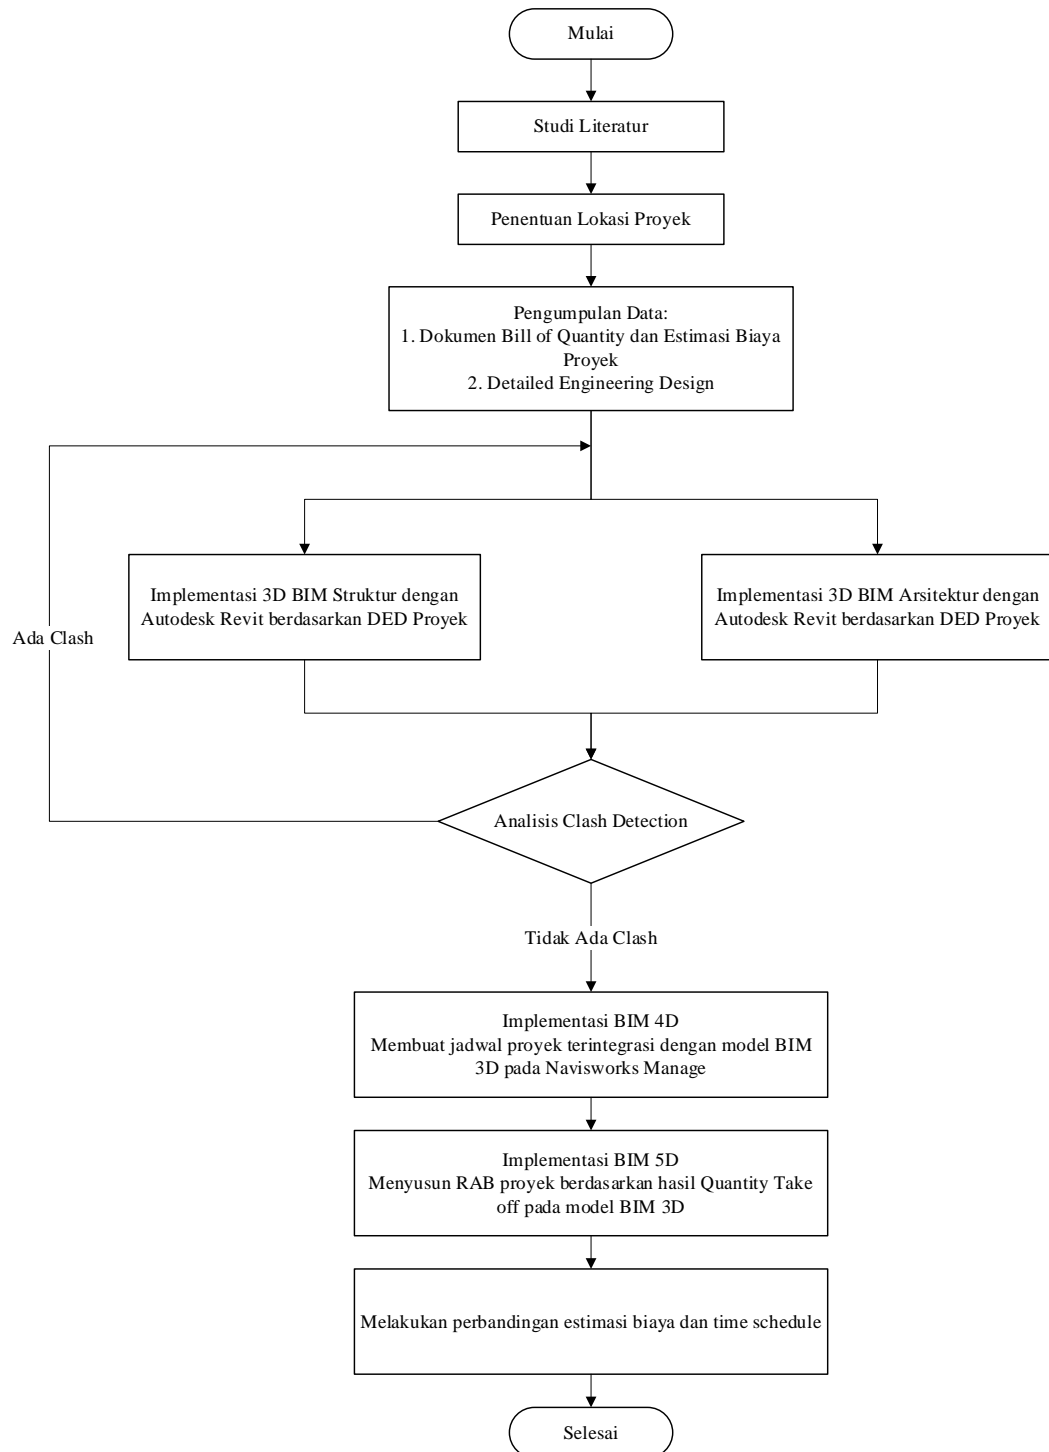 Mulai
Studi Literatur
Penentuan Lokasi Proyek
Pengumpulan Data:
1. Dokumen Bill of Quantity dan Estimasi Biaya
Proyek
2. Detailed Engineering Design
Implementasi 3D BIM Struktur dengan
Autodesk Revit berdasarkan DED Proyek
Implementasi 3D BIM Arsitektur dengan
Autodesk Revit berdasarkan DED Proyek
Ada Clash
Analisis Clash Detection
Tidak Ada Clash
Implementasi BIM 4D
Membuat jadwal proyek terintegrasi dengan model BIM
3D pada Navisworks Manage
Implementasi BIM 5D
Menyusun RAB proyek berdasarkan hasil Quantity Take
off pada model BIM 3D
Melakukan perbandingan estimasi biaya dan time schedule
Selesai